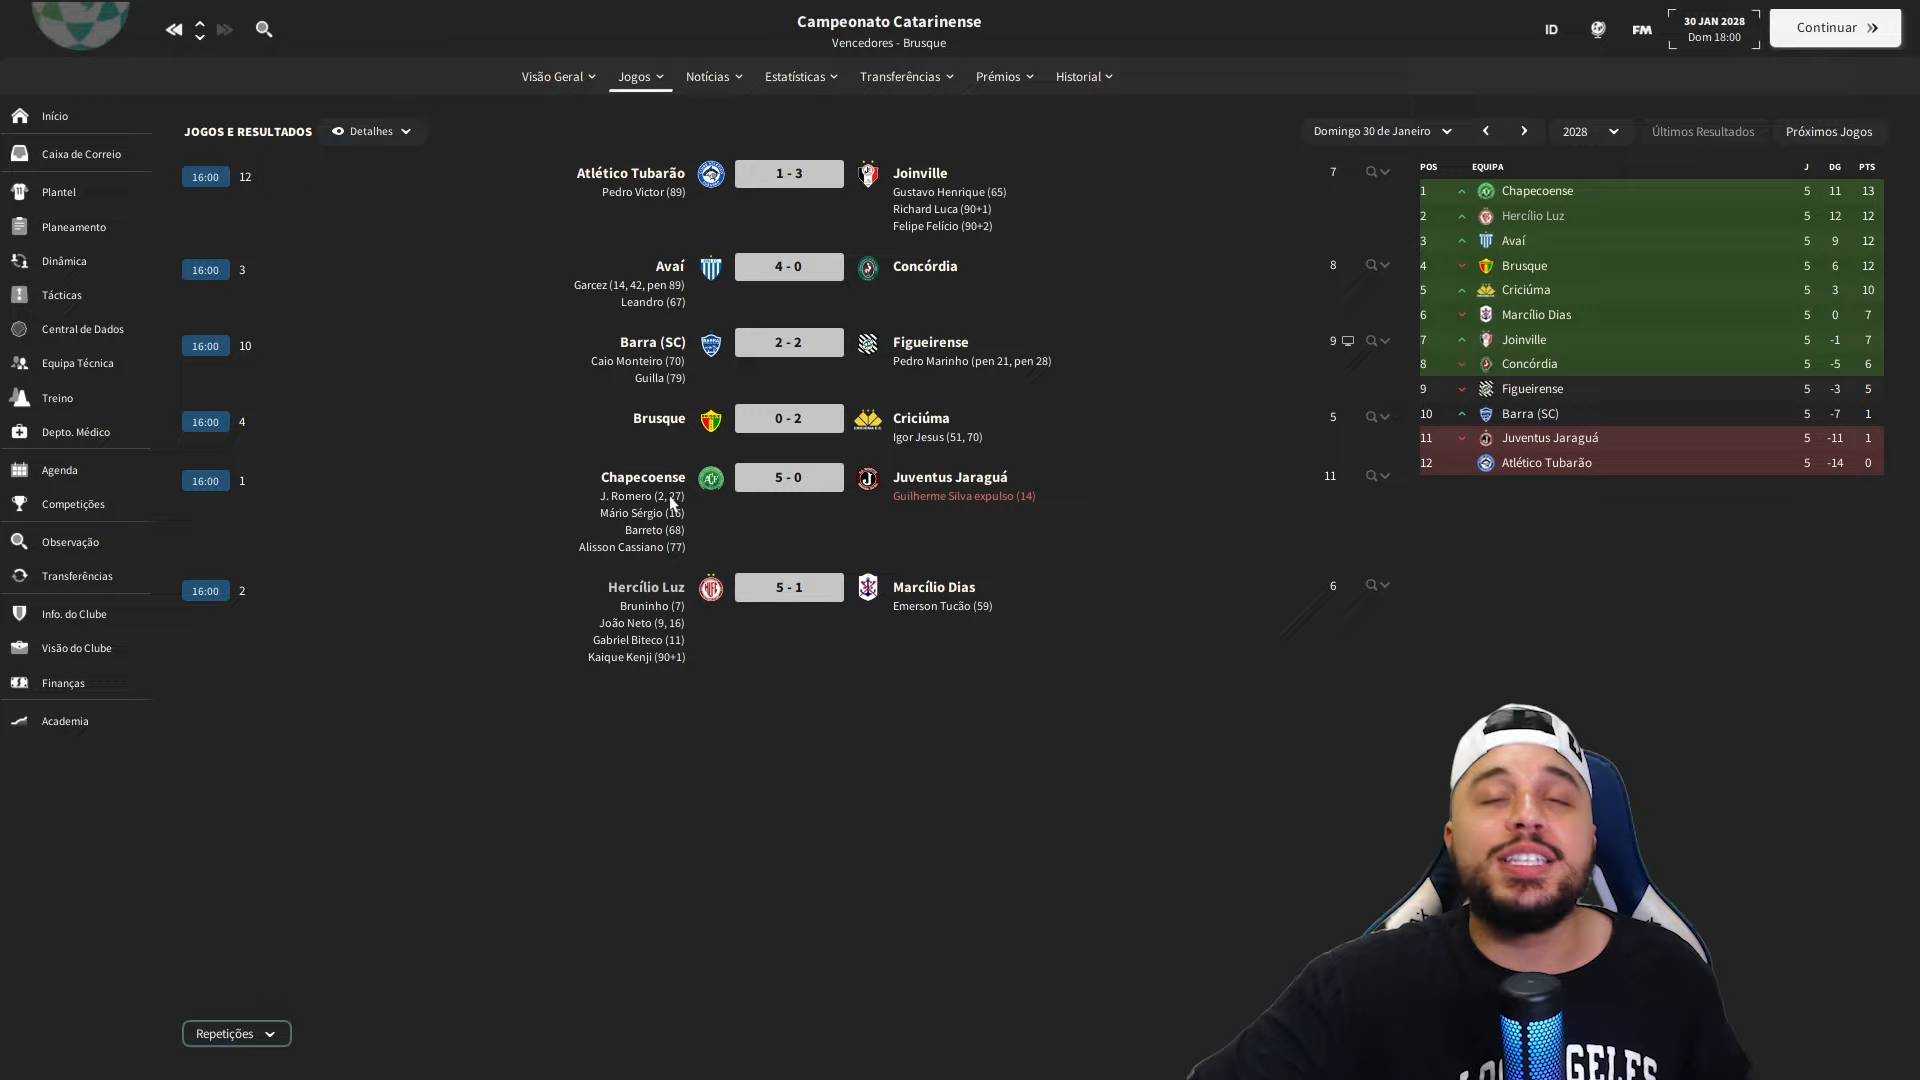 Campeonato Catarinense
Vencedores - Brusque
ID
FM
30 JAN 2028
Dom 18:00
Continuar
Visão Geral
Jogos
Notícias
Estatísticas
Transferências
Prémios
Historial
Início
Caixa de Correio
Plantel
Planeamento
Dinâmica
Tácticas
Central de Dados
Equipa Técnica
Treino
Depto. Médico
Agenda
Competições
Observação
Transferências
Info. do Clube
Visão do Clube
Finanças
Academia
JOGOS E RESULTADOS
Detalhes
Domingo 30 de Janeiro
2028
Últimos Resultados
Próximos Jogos
16:00 12 Atlético Tubarão 1 - 3 Joinville 7
Pedro Victor (89) Gustavo Henrique (65)
Richard Luca (90+1)
Felipe Felício (90+2)
16:00 3 Avaí 4 - 0 Concórdia 8
Garcez (14, 42, pen 89)
Leandro (67)
16:00 10 Barra (SC) 2 - 2 Figueirense 9
Caio Monteiro (70) Pedro Marinho (pen 21, pen 28)
Guilla (79)
16:00 4 Brusque 0 - 2 Criciúma 5
Igor Jesus (51, 70)
16:00 1 Chapecoense 5 - 0 Juventus Jaraguá 11
J. Romero (2, 27) Guilherme Silva expulso (14)
Mário Sérgio (16)
Barreto (68)
Alisson Cassiano (77)
16:00 2 Hercílio Luz 5 - 1 Marcílio Dias 6
Bruninho (7) Emerson Tucão (59)
João Neto (9, 16)
Gabriel Biteco (11)
Kaique Kenji (90+1)
POS EQUIPA J DG PTS
1 Chapecoense 5 11 13
2 Hercílio Luz 5 12 12
3 Avaí 5 9 12
4 Brusque 5 6 12
5 Criciúma 5 3 10
6 Marcílio Dias 5 0 7
7 Joinville 5 -1 7
8 Concórdia 5 -5 6
9 Figueirense 5 -3 5
10 Barra (SC) 5 -7 1
11 Juventus Jaraguá 5 -11 1
12 Atlético Tubarão 5 -14 0
Repetições